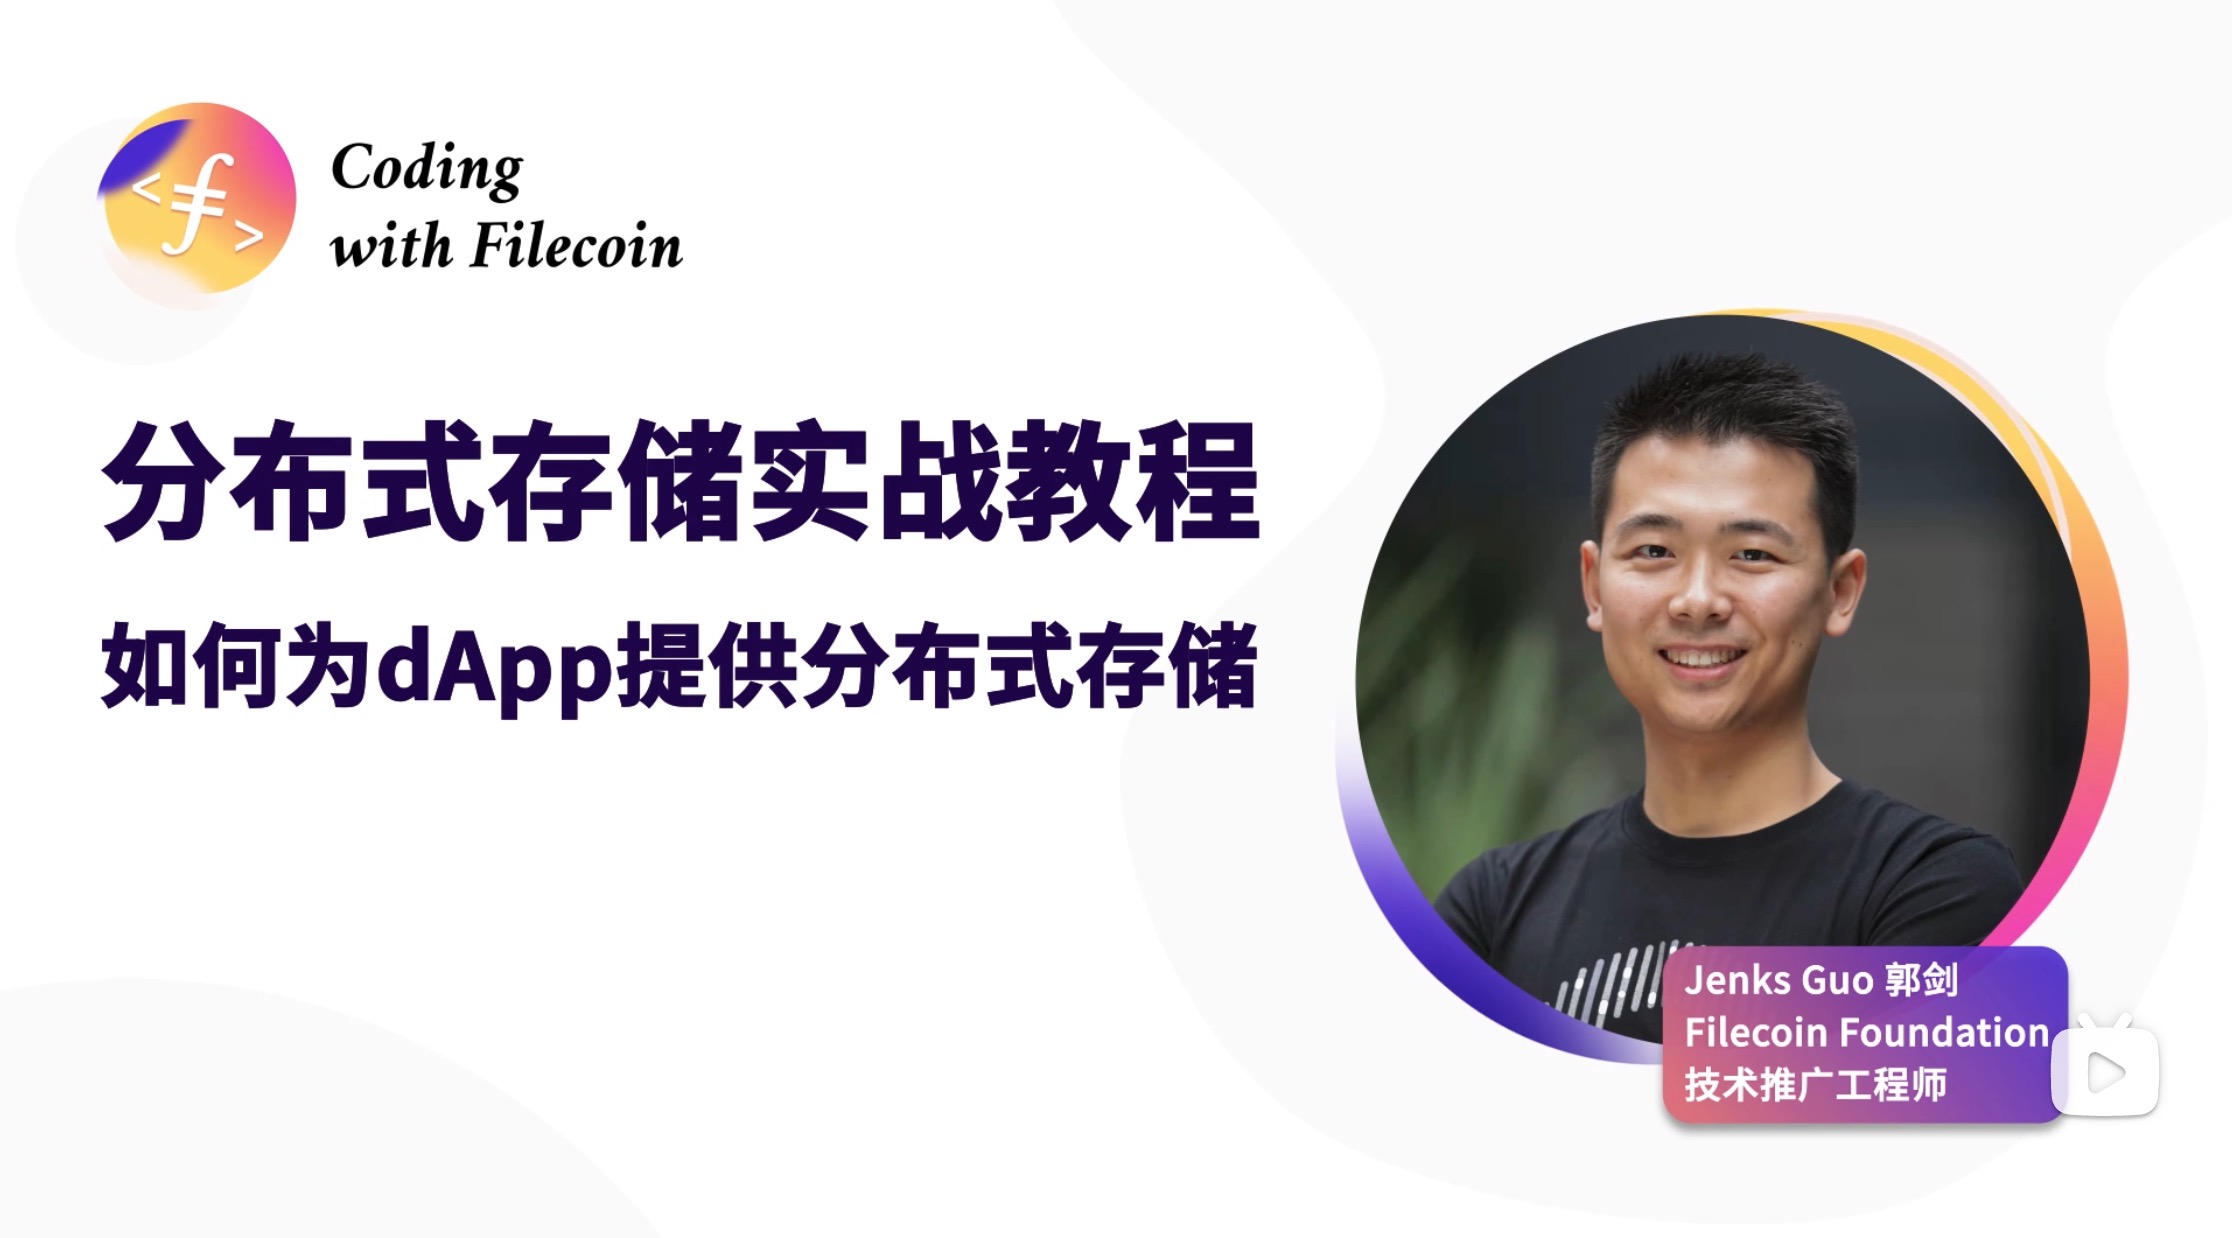 Coding
with Filecoin
分布式存储实战教程
如何为dApp提供分布式存储
Jenks Guo 郭剑
Filecoin Foundation
技术推广工程师